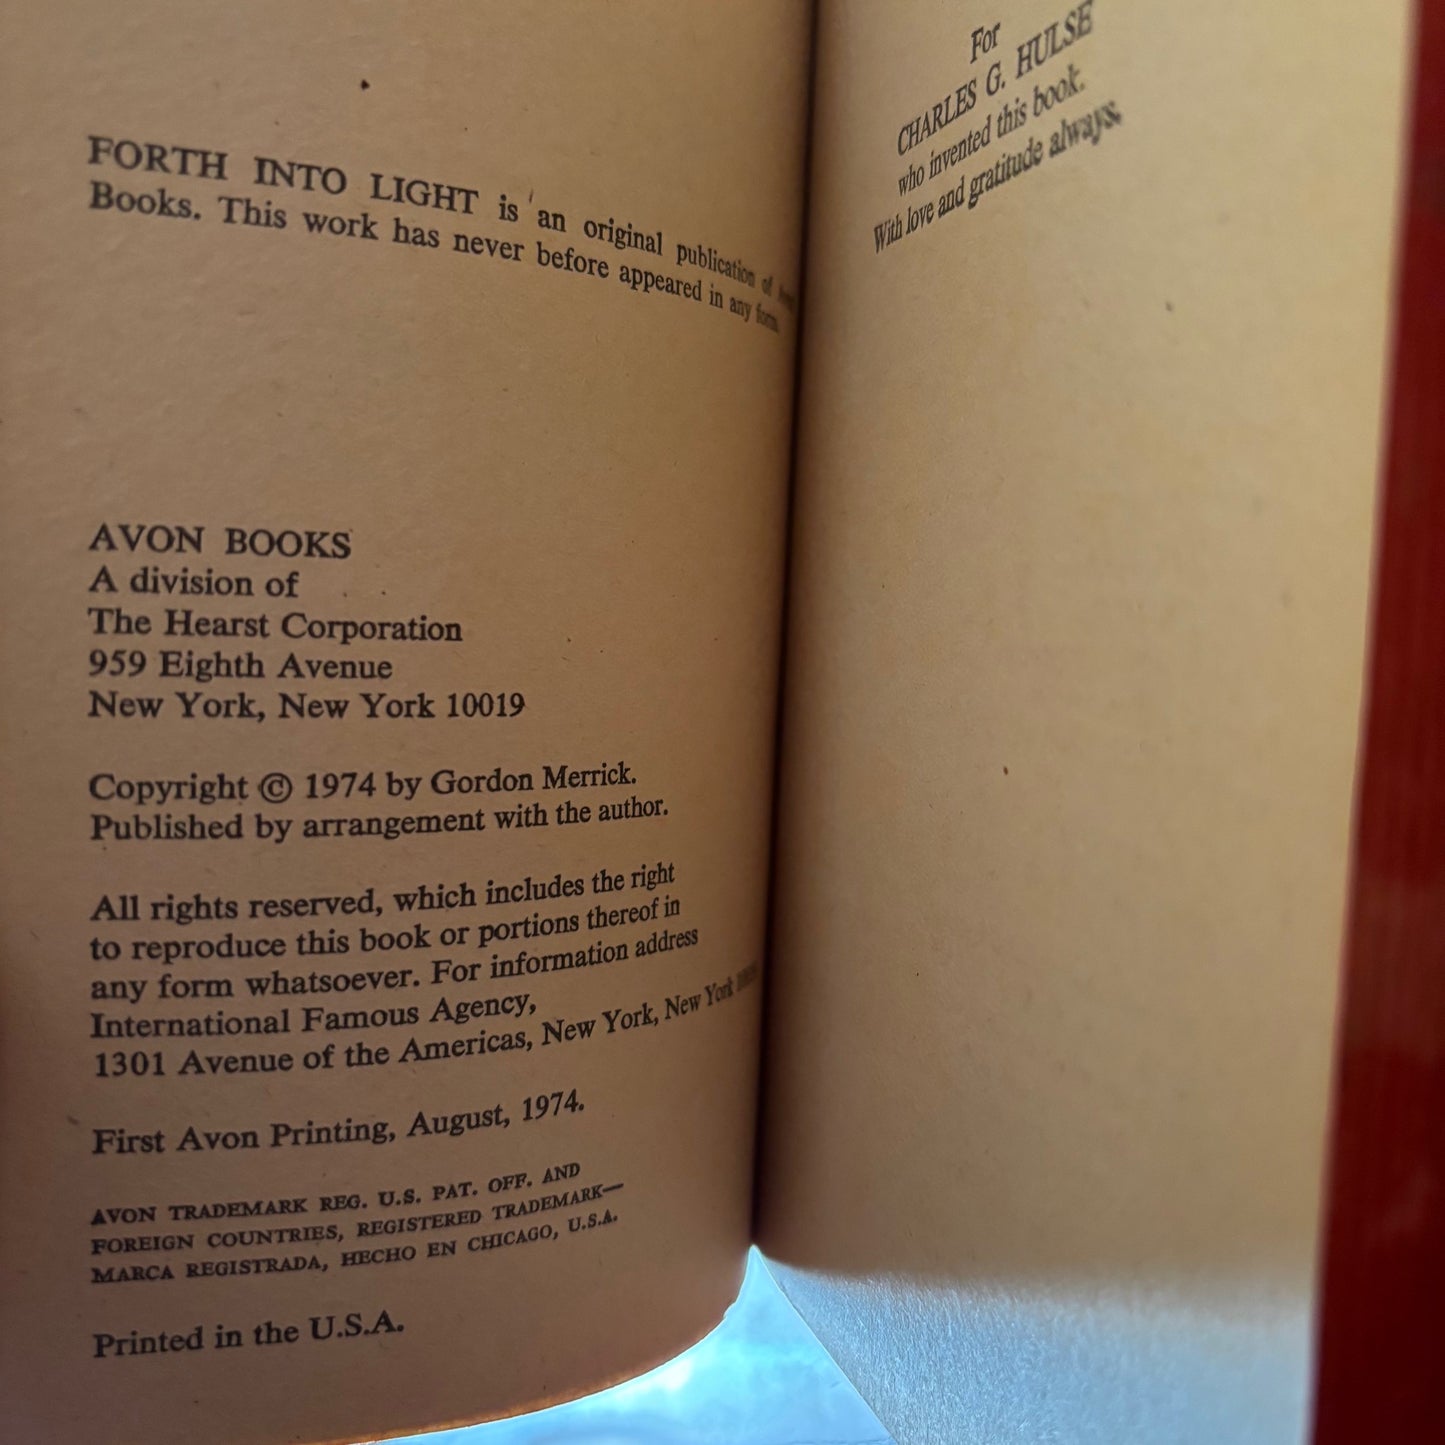 FORTH INTO LIGHT is an original publication of Avon
Books. This work has never before appeared in any form.
AVON BOOKS
A division of
The Hearst Corporation
959 Eighth Avenue
New York, New York 10019
Copyright © 1974 by Gordon Merrick.
Published by arrangement with the author.
All rights reserved, which includes the right
to reproduce this book or portions thereof in
any form whatsoever. For information address
International Famous Agency,
1301 Avenue of the Americas, New York, New York
First Avon Printing, August, 1974.
AVON TRADEMARK REG. U.S. PAT. OFF. AND
FOREIGN COUNTRIES, REGISTERED TRADEMARK—
MARCA REGISTRADA, HECHO EN CHICAGO, U.S.A.
Printed in the U.S.A.
For
CHARLES G. HULSE
who invented this book.
With love and gratitude always.